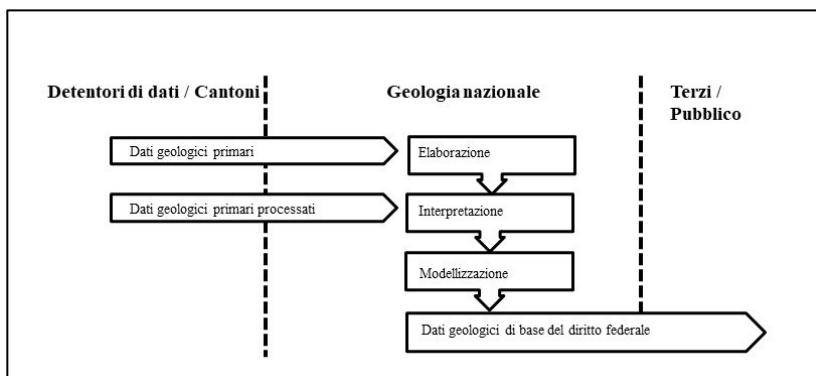 Detentori di dati / Cantoni
Geologia nazionale
Terzi /
Pubblico
Dati geologici primari
Elaborazione
Dati geologici primari processati
Interpretazione
Modellizzazione
Dati geologici di base del diritto federale